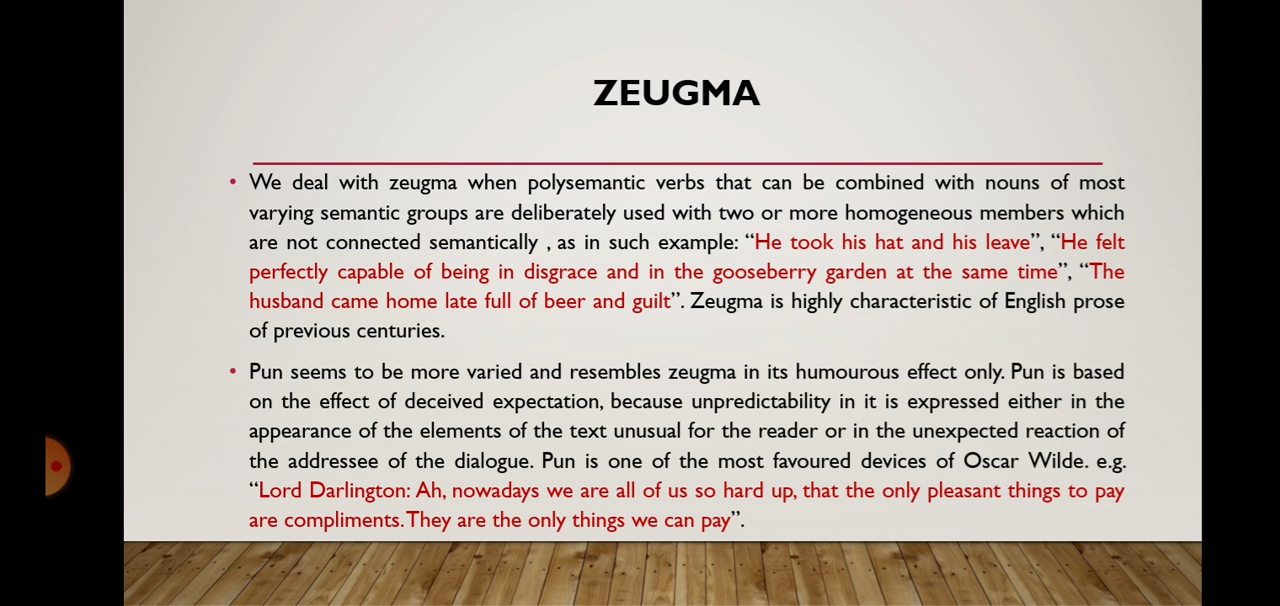 ZEUGMA
• We deal with zeugma when polysemantic verbs that can be combined with nouns of most
varying semantic groups are deliberately used with two or more homogeneous members which
are not connected semantically , as in such example: “He took his hat and his leave”, “He felt
perfectly capable of being in disgrace and in the gooseberry garden at the same time”, “The
husband came home late full of beer and guilt”. Zeugma is highly characteristic of English prose
of previous centuries.
• Pun seems to be more varied and resembles zeugma in its humourous effect only. Pun is based
on the effect of deceived expectation, because unpredictability in it is expressed either in the
appearance of the elements of the text unusual for the reader or in the unexpected reaction of
the addressee of the dialogue. Pun is one of the most favoured devices of Oscar Wilde. e.g.
“Lord Darlington: Ah, nowadays we are all of us so hard up, that the only pleasant things to pay
are compliments. They are the only things we can pay”.